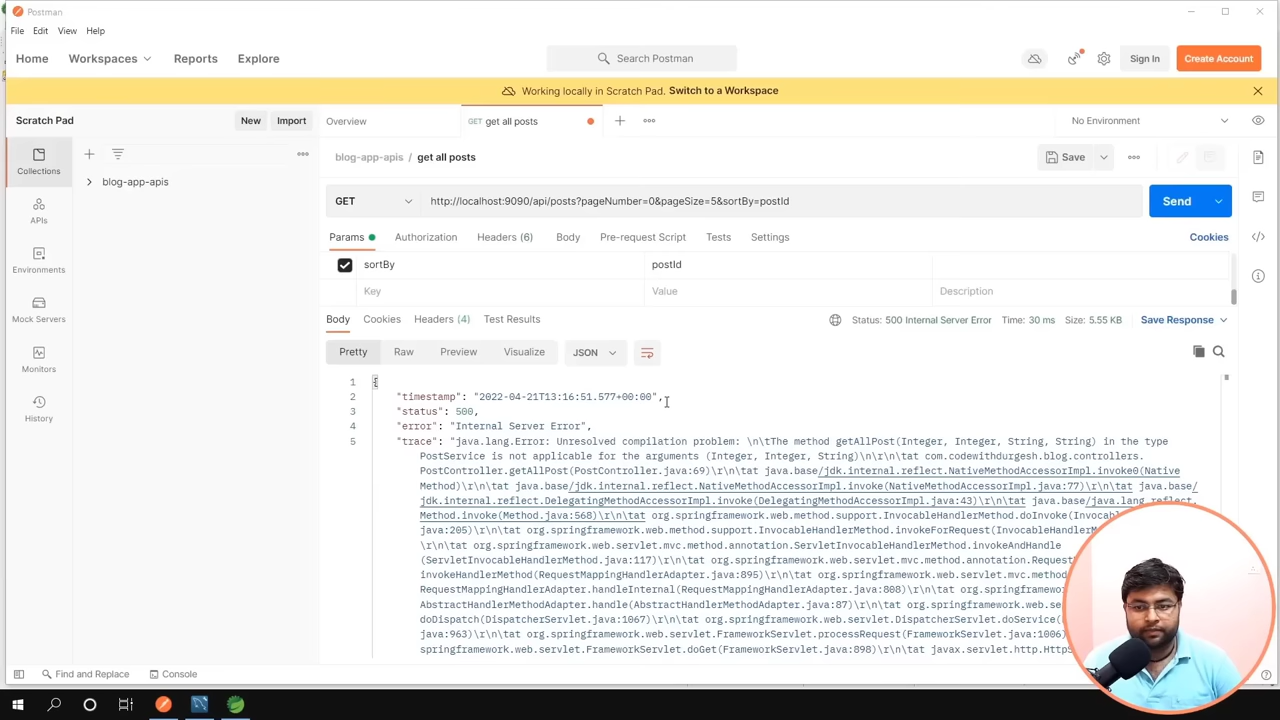 Postman
File Edit View Help
Home Workspaces Reports Explore Search Postman Sign In Create Account
Working locally in Scratch Pad. Switch to a Workspace
Scratch Pad New Import Overview GET get all posts No Environment
blog-app-apis / get all posts Save
Collections
blog-app-apis
GET http://localhost:9090/api/posts?pageNumber=0&pageSize=5&sortBy=postId Send
APIs
Params Authorization Headers (6) Body Pre-request Script Tests Settings Cookies
Environments
sortBy postId
Key Value Description
Mock Servers
Body Cookies Headers (4) Test Results Status: 500 Internal Server Error Time: 30 ms Size: 5.55 KB Save Response
Pretty Raw Preview Visualize JSON
Monitors
History
1 {
2 "timestamp": "2022-04-21T13:16:51.577+00:00",
3 "status": 500,
4 "error": "Internal Server Error",
5 "trace": "java.lang.Error: Unresolved compilation problem: \n\tThe method getAllPost(Integer, Integer, String, String) in the type
PostService is not applicable for the arguments (Integer, Integer, String)\n\r\n\tat com.codewithdurgesh.blog.controllers.
PostController.getAllPost(PostController.java:69)\r\n\tat java.base/jdk.internal.reflect.NativeMethodAccessorImpl.invoke0(Native
Method)\r\n\tat java.base/jdk.internal.reflect.NativeMethodAccessorImpl.invoke(NativeMethodAccessorImpl.java:77)\r\n\tat java.base/
jdk.internal.reflect.DelegatingMethodAccessorImpl.invoke(DelegatingMethodAccessorImpl.java:43)\r\n\tat java.base/java.lang.reflect.
Method.invoke(Method.java:568)\r\n\tat org.springframework.web.method.support.InvocableHandlerMethod.doInvoke(
java:205)\r\n\tat org.springframework.web.method.support.InvocableHandlerMethod.invokeForRequest(
\r\n\tat org.springframework.web.servlet.mvc.method.annotation.ServletInvocableHandlerMethod.invokeAndHandle
(ServletInvocableHandlerMethod.java:117)\r\n\tat org.springframework.web.servlet.mvc.method.annotation.
invokeHandlerMethod(RequestMappingHandlerAdapter.java:895)\r\n\tat org.springframework.web.servlet.mvc.
RequestMappingHandlerAdapter.handleInternal(RequestMappingHandlerAdapter.java:808)\r\n\tat
AbstractHandlerMethodAdapter.handle(AbstractHandlerMethodAdapter.java:87)\r\n\tat
doDispatch(DispatcherServlet.java:1067)\r\n\tat org.springframework.web.servlet.DispatcherServlet.doService(
java:963)\r\n\tat org.springframework.web.servlet.FrameworkServlet.processRequest(FrameworkServlet.java:1006)
springframework.web.servlet.FrameworkServlet.doGet(FrameworkServlet.java:898)\r\n\tat
Find and Replace Console